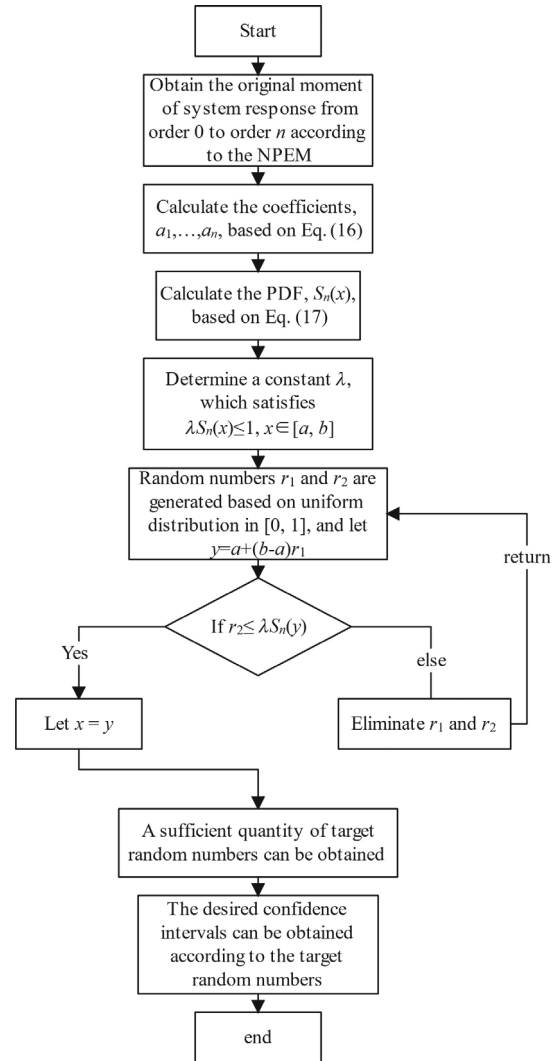 Start
Obtain the original moment
of system response from
order 0 to order n according
to the NPEM
Calculate the coefficients,
a₁,…,aₙ, based on Eq. (16)
Calculate the PDF, Sₙ(x),
based on Eq. (17)
Determine a constant λ,
which satisfies
λSₙ(x)≤1, x∈[a, b]
Random numbers r₁ and r₂ are
generated based on uniform
distribution in [0, 1], and let
y=a+(b-a)r₁
return
If r₂≤ λSₙ(y)
Yes
else
Let x = y
Eliminate r₁ and r₂
A sufficient quantity of target
random numbers can be obtained
The desired confidence
intervals can be obtained
according to the target
random numbers
end